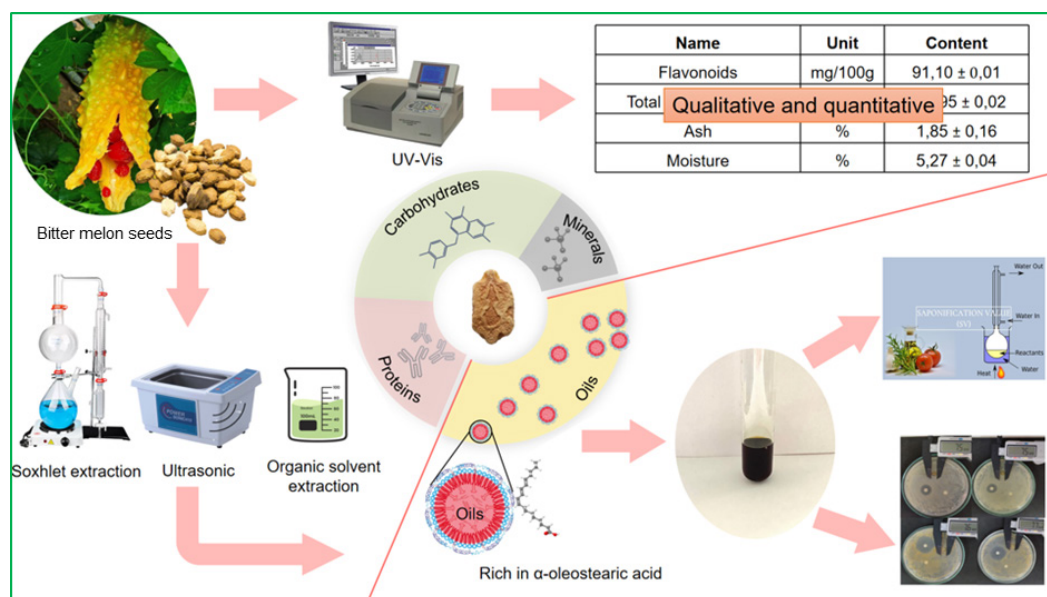 Name Unit Content
Flavonoids mg/100g 91,10 ± 0,01
Total 95 ± 0,02
Qualitative and quantitative
Ash % 1,85 ± 0,16
Moisture % 5,27 ± 0,04
UV-Vis
Bitter melon seeds
Carbohydrates
Minerals
Proteins
Oils
Water Out
SAPONIFICATION VALUE
(SV)
Water In
Reactants
Water
Heat
Soxhlet extraction
Ultrasonic
Organic solvent
extraction
Oils
Rich in α-oleostearic acid